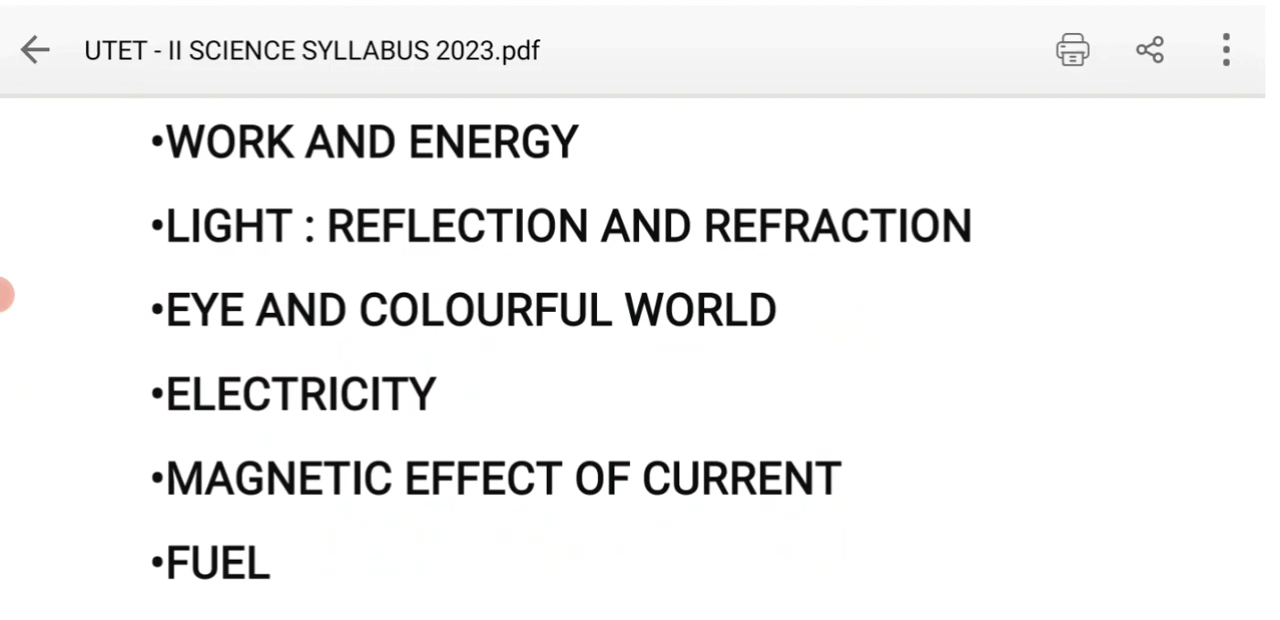 UTET - II SCIENCE SYLLABUS 2023.pdf
•WORK AND ENERGY
•LIGHT : REFLECTION AND REFRACTION
•EYE AND COLOURFUL WORLD
•ELECTRICITY
•MAGNETIC EFFECT OF CURRENT
•FUEL